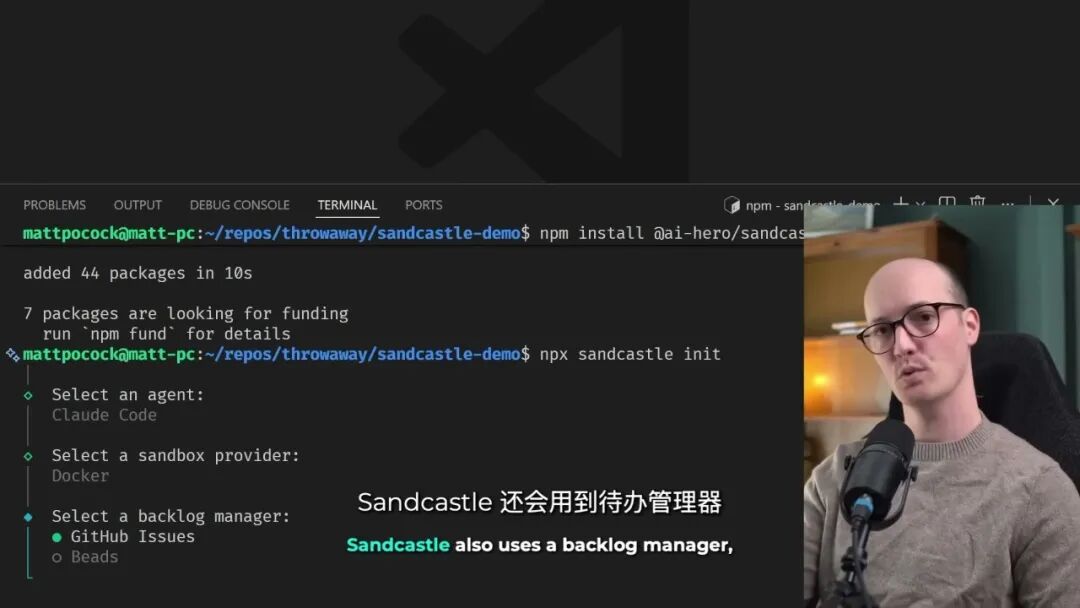 PROBLEMS OUTPUT DEBUG CONSOLE TERMINAL PORTS npm - sandcastle-demo
mattpocock@matt-pc:~/repos/throwaway/sandcastle-demo$ npm install @ai-hero/sandcas
added 44 packages in 10s
7 packages are looking for funding
run `npm fund` for details
mattpocock@matt-pc:~/repos/throwaway/sandcastle-demo$ npx sandcastle init
Select an agent:
Claude Code
Select a sandbox provider:
Docker
Select a backlog manager:
GitHub Issues
Beads
Sandcastle 还会用到待办管理器
Sandcastle also uses a backlog manager,